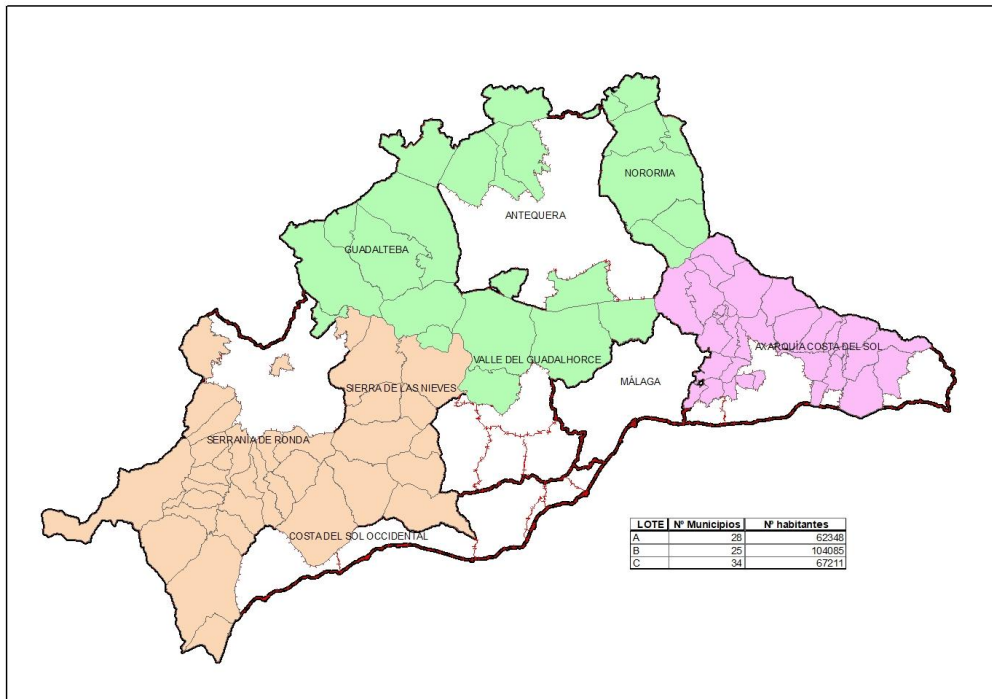 NORORMA
ANTEQUERA
GUADALTEBA
AXARQUÍA COSTA DEL SOL
VALLE DEL GUADALHORCE
MÁLAGA
SIERRA DE LAS NIEVES
SERRANÍA DE RONDA
COSTA DEL SOL OCCIDENTAL
LOTE Nº Municipios Nº habitantes
A 28 62348
B 25 104085
C 34 67211